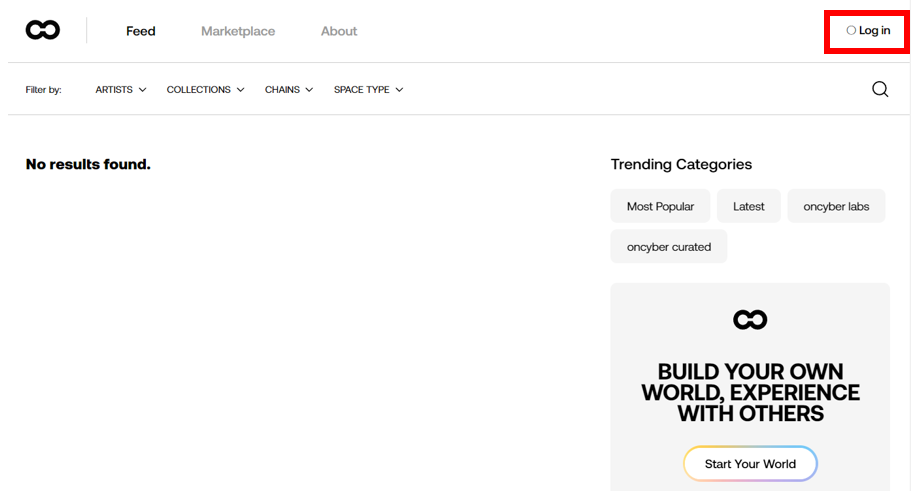 Feed Marketplace About Log in
Filter by: ARTISTS COLLECTIONS CHAINS SPACE TYPE
No results found.
Trending Categories
Most Popular Latest oncyber labs
oncyber curated
BUILD YOUR OWN
WORLD, EXPERIENCE
WITH OTHERS
Start Your World